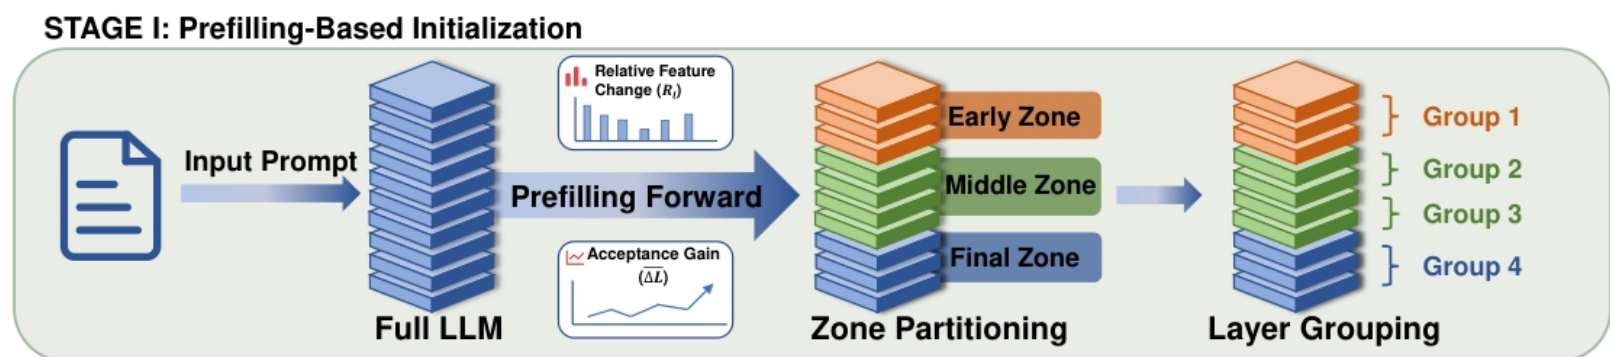 STAGE I: Prefilling-Based Initialization
Input Prompt
Full LLM
Relative Feature
Change (R_l)
Prefilling Forward
Acceptance Gain
(\overline{ΔL})
Early Zone
Middle Zone
Final Zone
Zone Partitioning
Group 1
Group 2
Group 3
Group 4
Layer Grouping